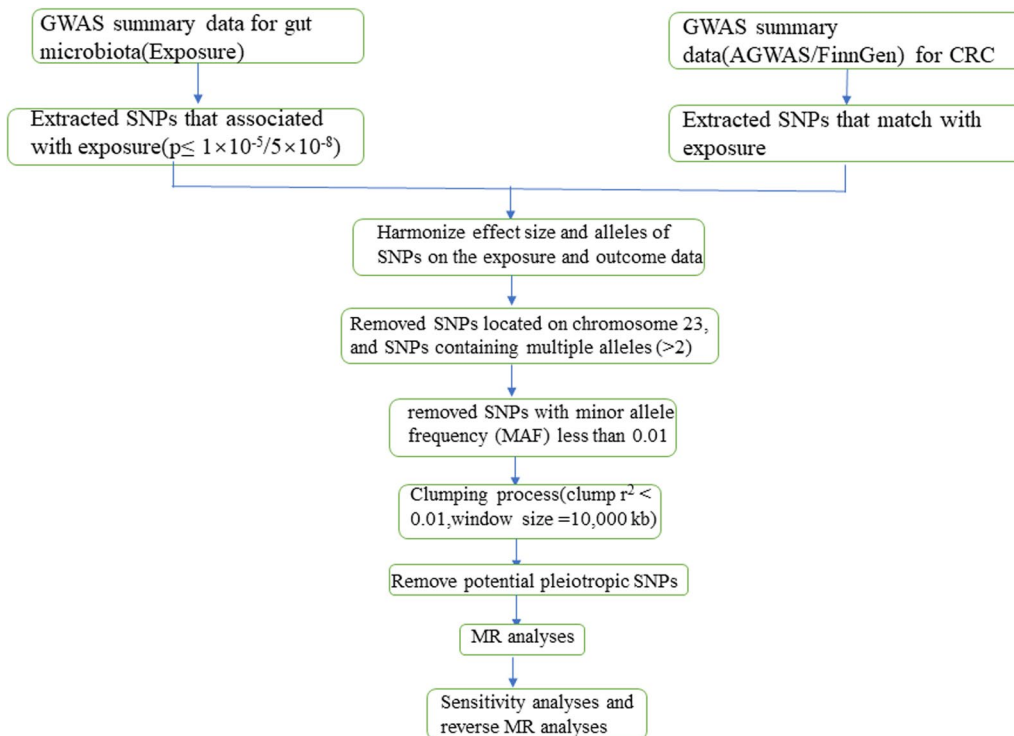 GWAS summary data for gut
microbiota(Exposure)
GWAS summary
data(AGWAS/FinnGen) for CRC
Extracted SNPs that associated
with exposure(p≤ 1×10⁻⁵/5×10⁻⁸)
Extracted SNPs that match with
exposure
Harmonize effect size and alleles of
SNPs on the exposure and outcome data
Removed SNPs located on chromosome 23,
and SNPs containing multiple alleles (>2)
removed SNPs with minor allele
frequency (MAF) less than 0.01
Clumping process(clump r² <
0.01,window size =10,000 kb)
Remove potential pleiotropic SNPs
MR analyses
Sensitivity analyses and
reverse MR analyses